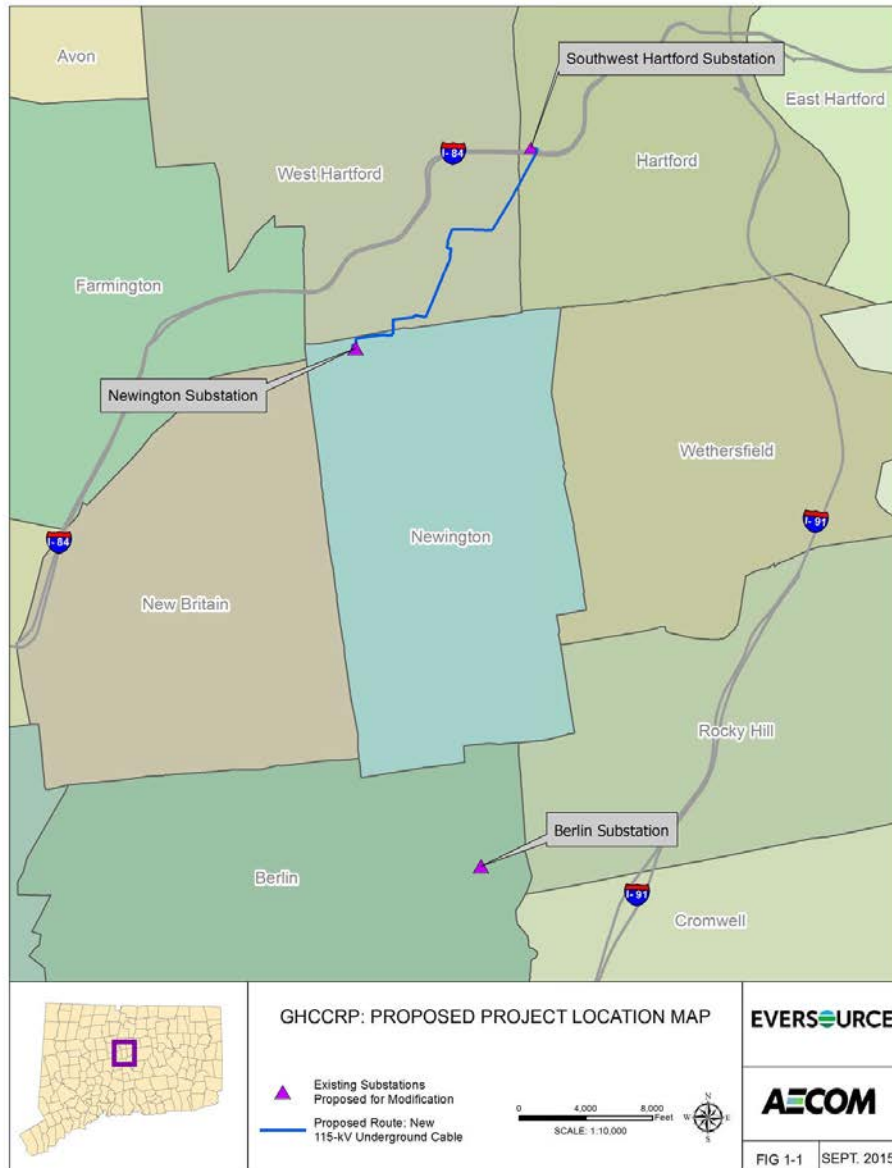 Avon
Southwest Hartford Substation
East Hartford
I-84
West Hartford
Hartford
Farmington
Newington Substation
Wethersfield
I-91
Newington
I-84
New Britain
Rocky Hill
Berlin Substation
Berlin
I-91
Cromwell
GHCCRP: PROPOSED PROJECT LOCATION MAP
Existing Substations
Proposed for Modification
Proposed Route: New
115-kV Underground Cable
0 4,000 8,000
Feet
SCALE: 1:10,000
N
W E
S
EVERSOURCE
AECOM
FIG 1-1 SEPT. 2015